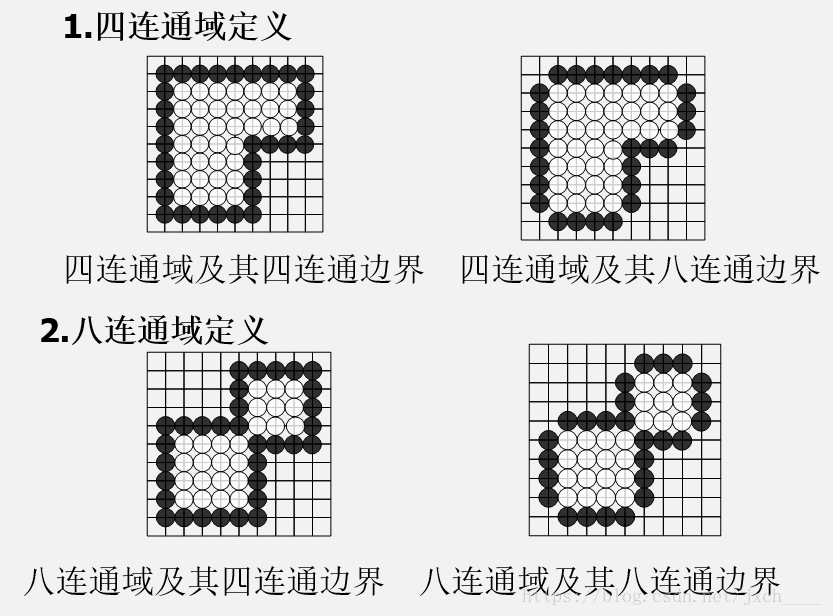 1.四连通域定义
四连通域及其四连通边界
四连通域及其八连通边界
2.八连通域定义
八连通域及其四连通边界
八连通域及其八连通边界
https://blog.csdn.net/jxch